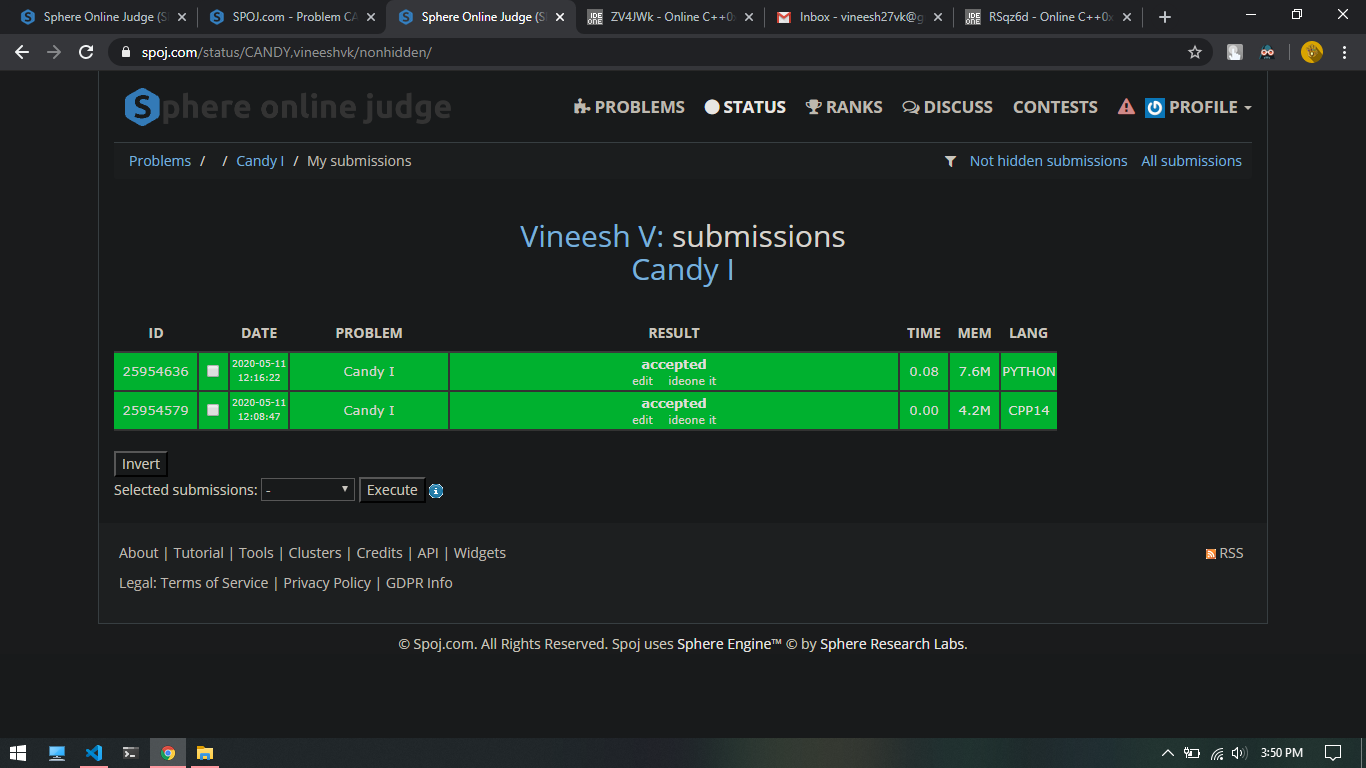 Sphere Online Judge (S
SPOJ.com - Problem CA
Sphere Online Judge (S
ZV4JWk - Online C++0
Inbox - vineesh27vk@g
RSqz6d - Online C++0x
spoj.com/status/CANDY,vineeshvk/nonhidden/
Sphere online judge
PROBLEMS STATUS RANKS DISCUSS CONTESTS PROFILE
Problems / / Candy I / My submissions
Not hidden submissions All submissions
Vineesh V: submissions
Candy I
ID DATE PROBLEM RESULT TIME MEM LANG
25954636 2020-05-11 12:16:22 Candy I accepted edit ideone it 0.08 7.6M PYTHON
25954579 2020-05-11 12:08:47 Candy I accepted edit ideone it 0.00 4.2M CPP14
Invert
Selected submissions: - Execute
About | Tutorial | Tools | Clusters | Credits | API | Widgets
RSS
Legal: Terms of Service | Privacy Policy | GDPR Info
© Spoj.com. All Rights Reserved. Spoj uses Sphere Engine™ © by Sphere Research Labs.
3:50 PM